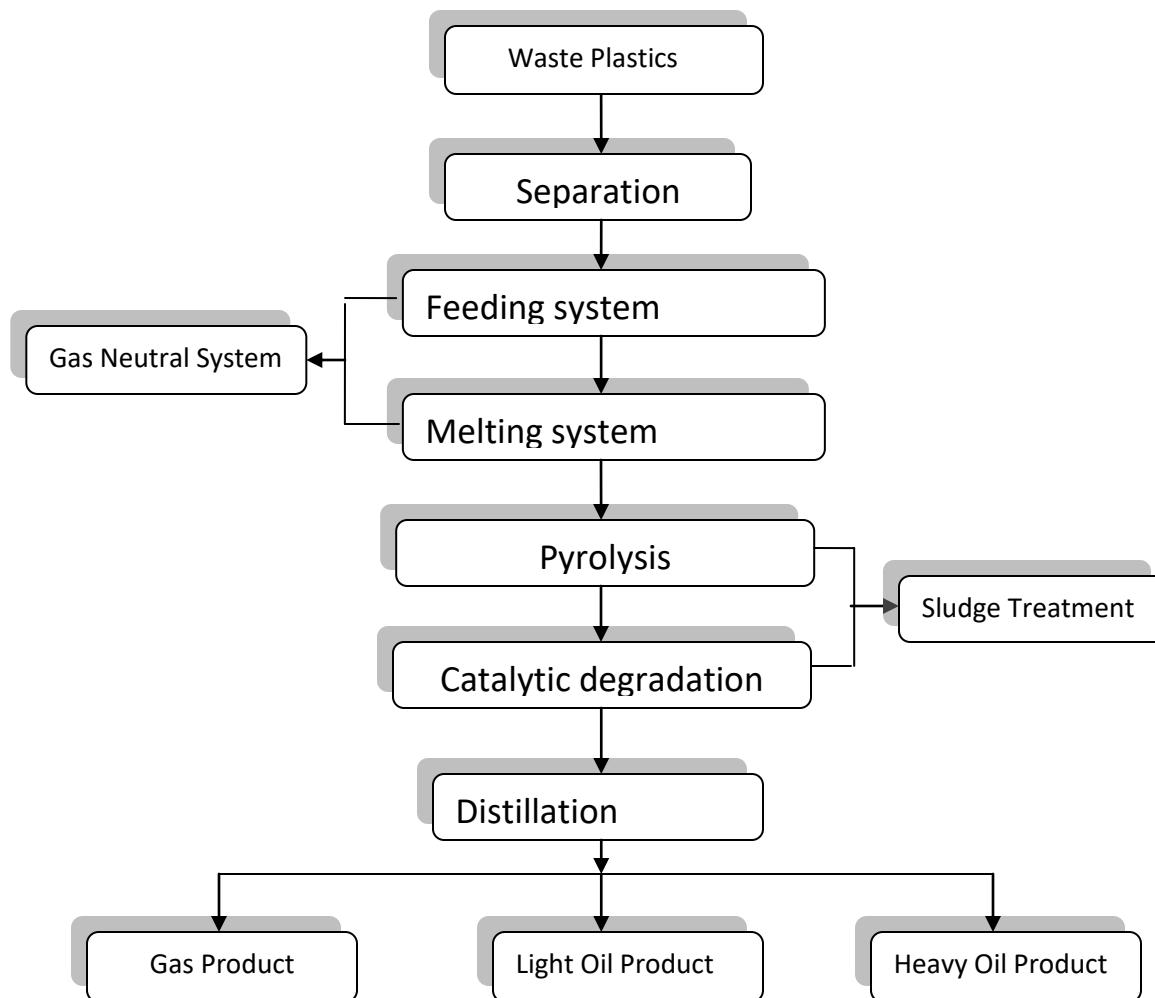 Waste Plastics
Separation
Feeding system
Gas Neutral System
Melting system
Pyrolysis
Sludge Treatment
Catalytic degradation
Distillation
Gas Product
Light Oil Product
Heavy Oil Product